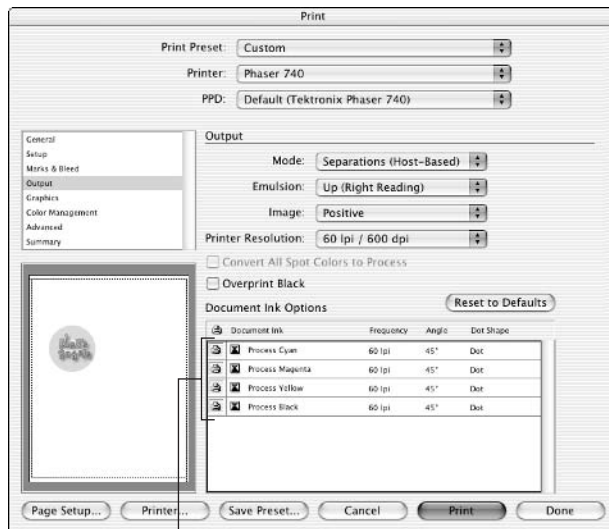 Print
Print Preset: Custom
Printer: Phaser 740
PPD: Default (Tektronix Phaser 740)
General
Setup
Marks & Bleed
Output
Graphics
Color Management
Advanced
Summary
Output
Mode: Separations (Host-Based)
Emulsion: Up (Right Reading)
Image: Positive
Printer Resolution: 60 lpi / 600 dpi
Convert All Spot Colors to Process
Overprint Black
Document Ink Options
Reset to Defaults
Document Ink Frequency Angle Dot Shape
Process Cyan 60 lpi 45° Dot
Process Magenta 60 lpi 45° Dot
Process Yellow 60 lpi 45° Dot
Process Black 60 lpi 45° Dot
Page Setup... Printer... Save Preset... Cancel Print Done